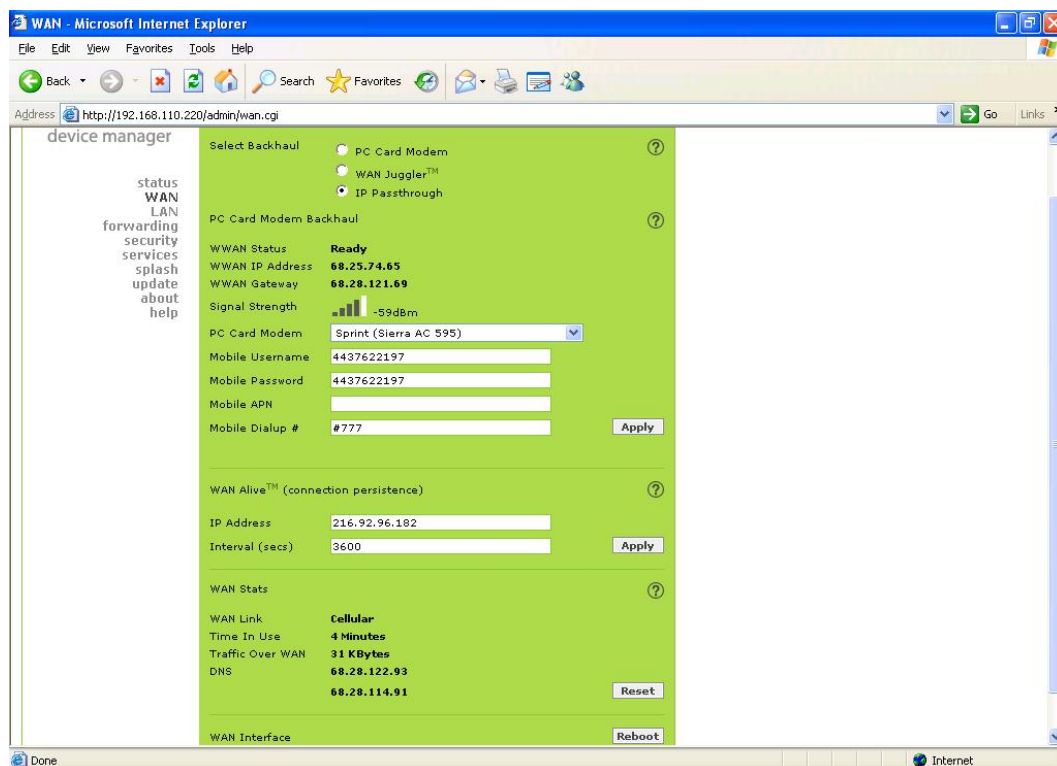 WAN - Microsoft Internet Explorer
File Edit View Favorites Tools Help
Back Search Favorites
Address http://192.168.110.220/admin/wan.cgi Go Links
device manager
status
WAN
LAN
forwarding
security
services
splash
update
about
help
Select Backhaul
PC Card Modem
WAN Juggler™
IP Passthrough
PC Card Modem Backhaul
WWAN Status Ready
WWAN IP Address 68.25.74.65
WWAN Gateway 68.28.121.69
Signal Strength -59dBm
PC Card Modem Sprint (Sierra AC 595)
Mobile Username 4437622197
Mobile Password 4437622197
Mobile APN
Mobile Dialup # #777 Apply
WAN Alive™ (connection persistence)
IP Address 216.92.96.182
Interval (secs) 3600 Apply
WAN Stats
WAN Link Cellular
Time In Use 4 Minutes
Traffic Over WAN 31 KBytes
DNS 68.28.122.93
68.28.114.91 Reset
WAN Interface Reboot
Done Internet